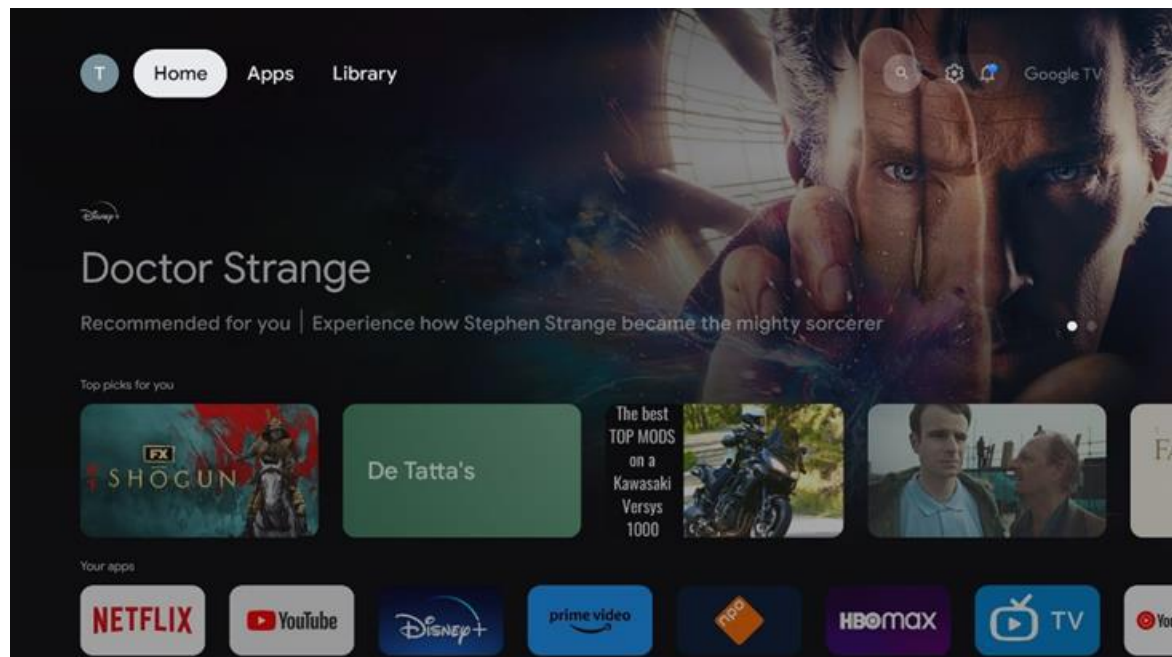 T
Home
Apps
Library
Google TV
Disney+
Doctor Strange
Recommended for you | Experience how Stephen Strange became the mighty sorcerer
Top picks for you
FX
SHŌGUN
De Tatta's
The best
TOP MODS
on a
Kawasaki
Versys
1000
Your apps
NETFLIX
YouTube
Disney+
prime video
npo
HBOmax
TV